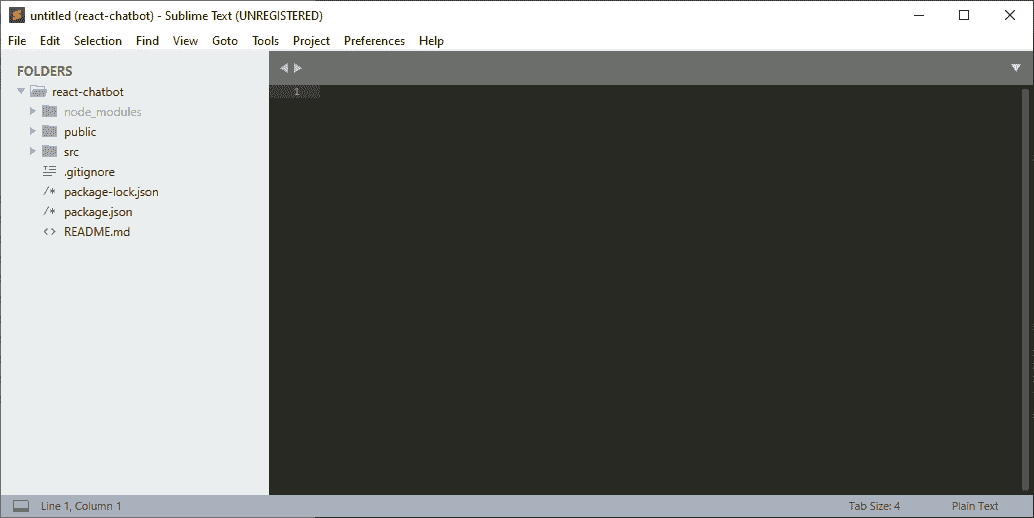 untitled (react-chatbot) - Sublime Text (UNREGISTERED)
File Edit Selection Find View Goto Tools Project Preferences Help
FOLDERS
react-chatbot
node_modules
public
src
.gitignore
package-lock.json
package.json
README.md
1
Line 1, Column 1
Tab Size: 4
Plain Text